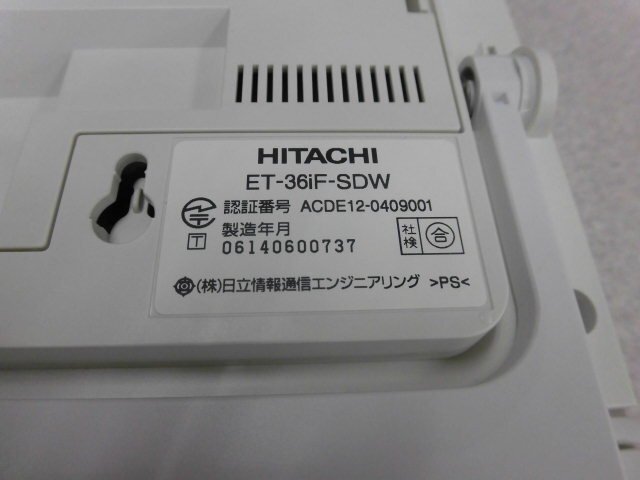 HITACHI
ET-36iF-SDW
認証番号 ACDE12-0409001
T 製造年月
06140600737
社検 合
(株)日立情報通信エンジニアリング >PS<